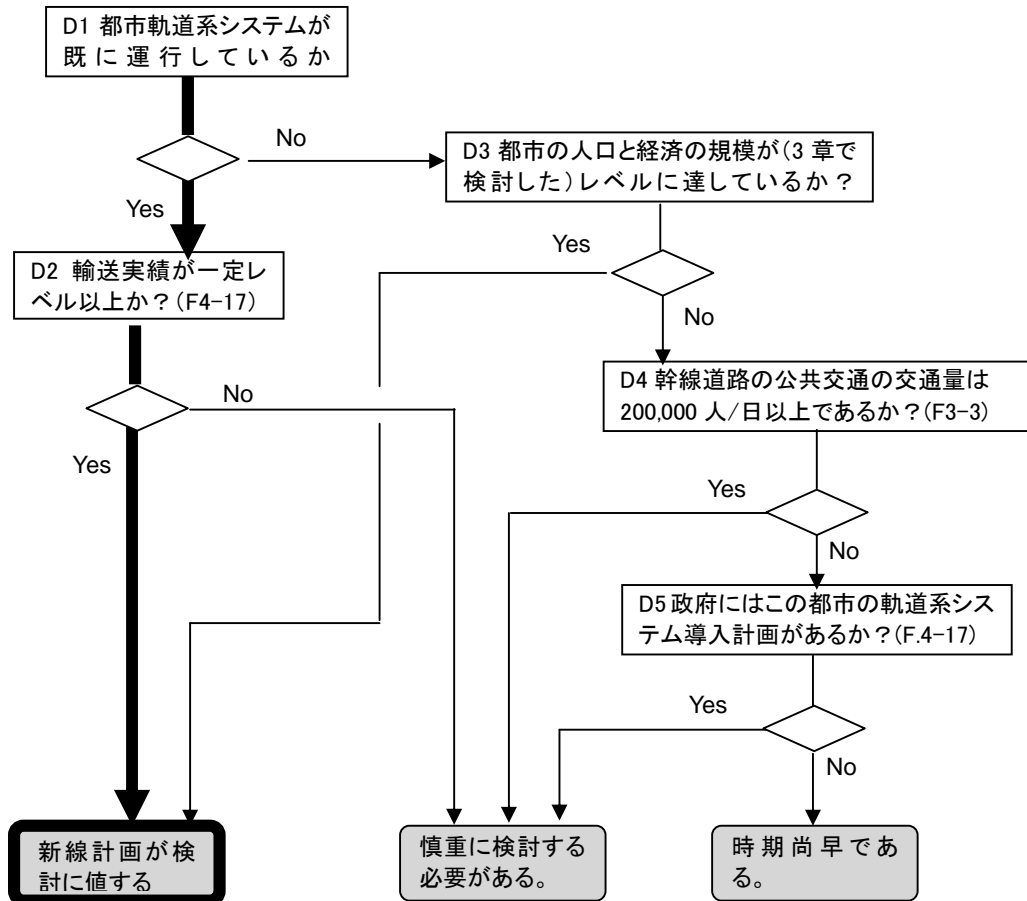 D1 都市軌道系システムが
既に運行しているか
No
D3 都市の人口と経済の規模が(3 章で
検討した)レベルに達しているか？
Yes
Yes
D2 輸送実績が一定レ
ベル以上か？(F4-17)
No
D4 幹線道路の公共交通の交通量は
200,000 人/日以上であるか？(F3-3)
No
Yes
Yes
No
D5 政府にはこの都市の軌道系シス
テム導入計画があるか？(F.4-17)
Yes
No
新線計画が検
討に値する
慎重に検討する
必要がある。
時期尚早であ
る。